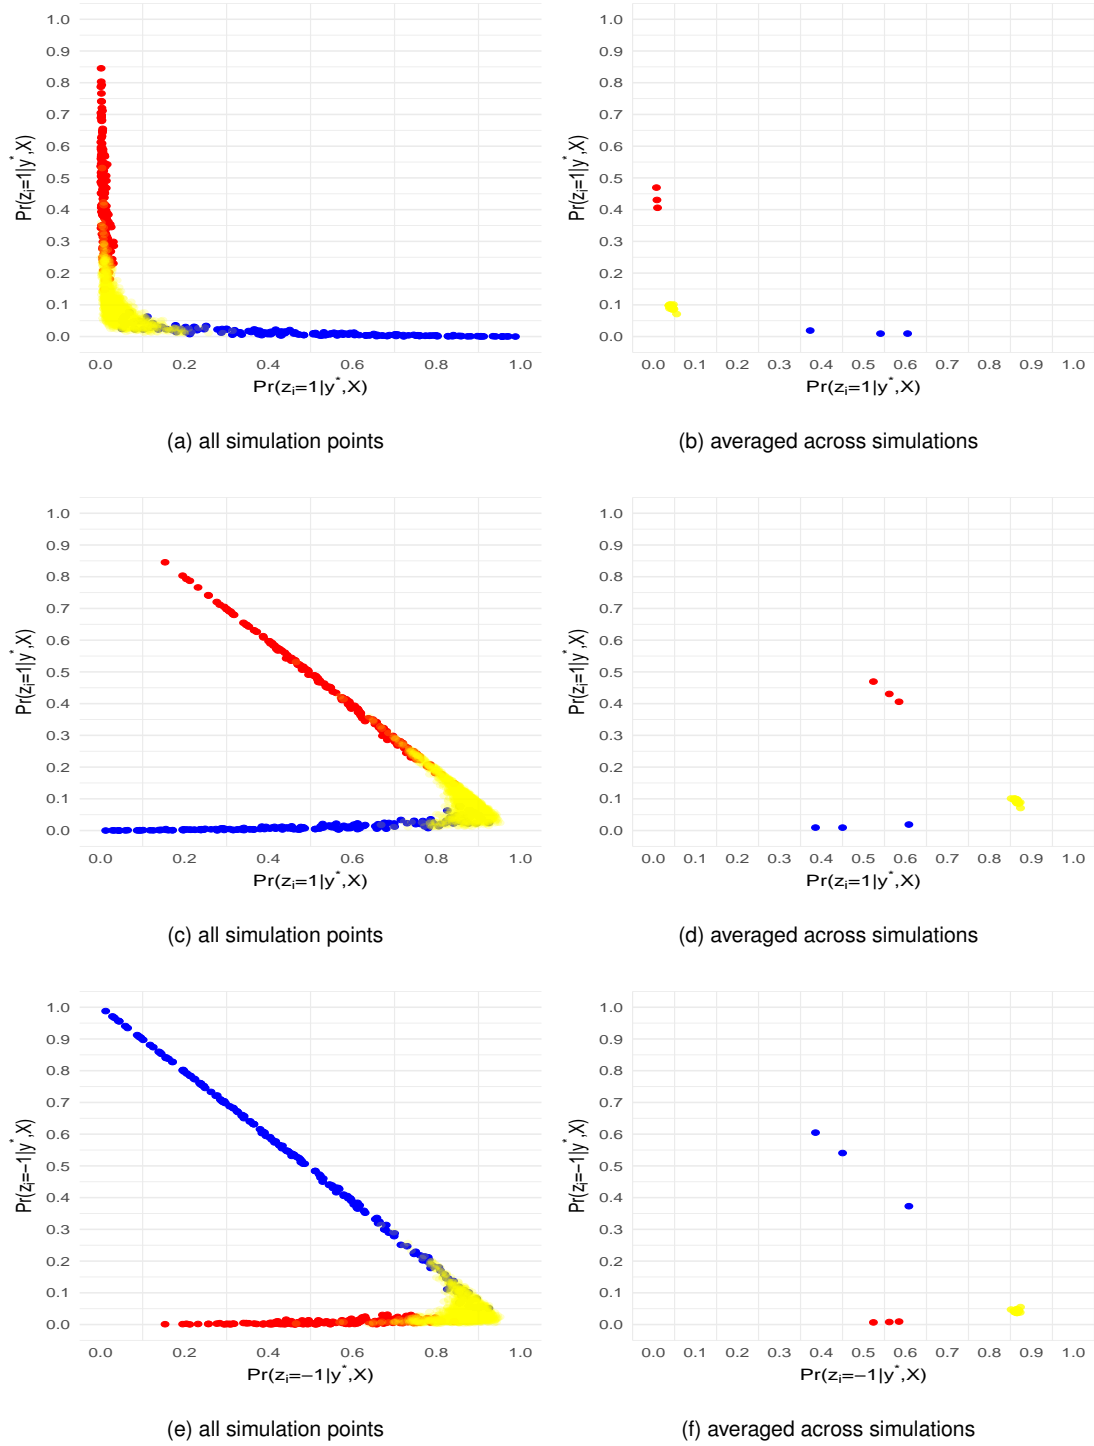 1.0
0.9
0.8
0.7
0.6
0.5
0.4
0.3
0.2
0.1
0.0
Pr(zᵢ=1|y*,X)
0.0 0.2 0.4 0.6 0.8 1.0
Pr(zᵢ=1|y*,X)
(a) all simulation points
1.0
0.9
0.8
0.7
0.6
0.5
0.4
0.3
0.2
0.1
0.0
Pr(zᵢ=1|y*,X)
0.0 0.1 0.2 0.3 0.4 0.5 0.6 0.7 0.8 0.9 1.0
Pr(zᵢ=1|y*,X)
(b) averaged across simulations
1.0
0.9
0.8
0.7
0.6
0.5
0.4
0.3
0.2
0.1
0.0
Pr(zᵢ=1|y*,X)
0.0 0.2 0.4 0.6 0.8 1.0
Pr(zᵢ=1|y*,X)
(c) all simulation points
1.0
0.9
0.8
0.7
0.6
0.5
0.4
0.3
0.2
0.1
0.0
Pr(zᵢ=1|y*,X)
0.0 0.1 0.2 0.3 0.4 0.5 0.6 0.7 0.8 0.9 1.0
Pr(zᵢ=1|y*,X)
(d) averaged across simulations
1.0
0.9
0.8
0.7
0.6
0.5
0.4
0.3
0.2
0.1
0.0
Pr(zᵢ=−1|y*,X)
0.0 0.2 0.4 0.6 0.8 1.0
Pr(zᵢ=−1|y*,X)
(e) all simulation points
1.0
0.9
0.8
0.7
0.6
0.5
0.4
0.3
0.2
0.1
0.0
Pr(zᵢ=−1|y*,X)
0.0 0.1 0.2 0.3 0.4 0.5 0.6 0.7 0.8 0.9 1.0
Pr(zᵢ=−1|y*,X)
(f) averaged across simulations